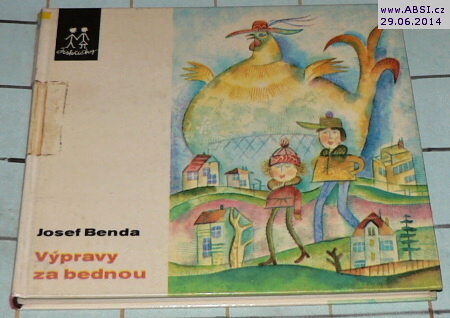 www.ABSI.cz
29.06.2014
Josef Benda
Výpravy
za bednou